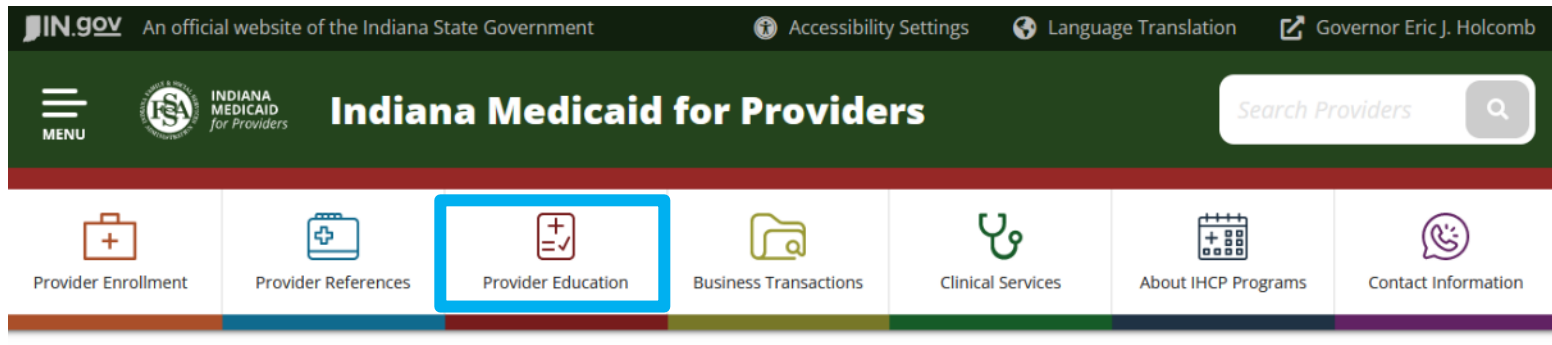 IN.gov An official website of the Indiana State Government Accessibility Settings Language Translation Governor Eric J. Holcomb
MENU
FSSA
INDIANA
MEDICAID
for Providers
Indiana Medicaid for Providers
Search Providers
Provider Enrollment Provider References Provider Education Business Transactions Clinical Services About IHCP Programs Contact Information